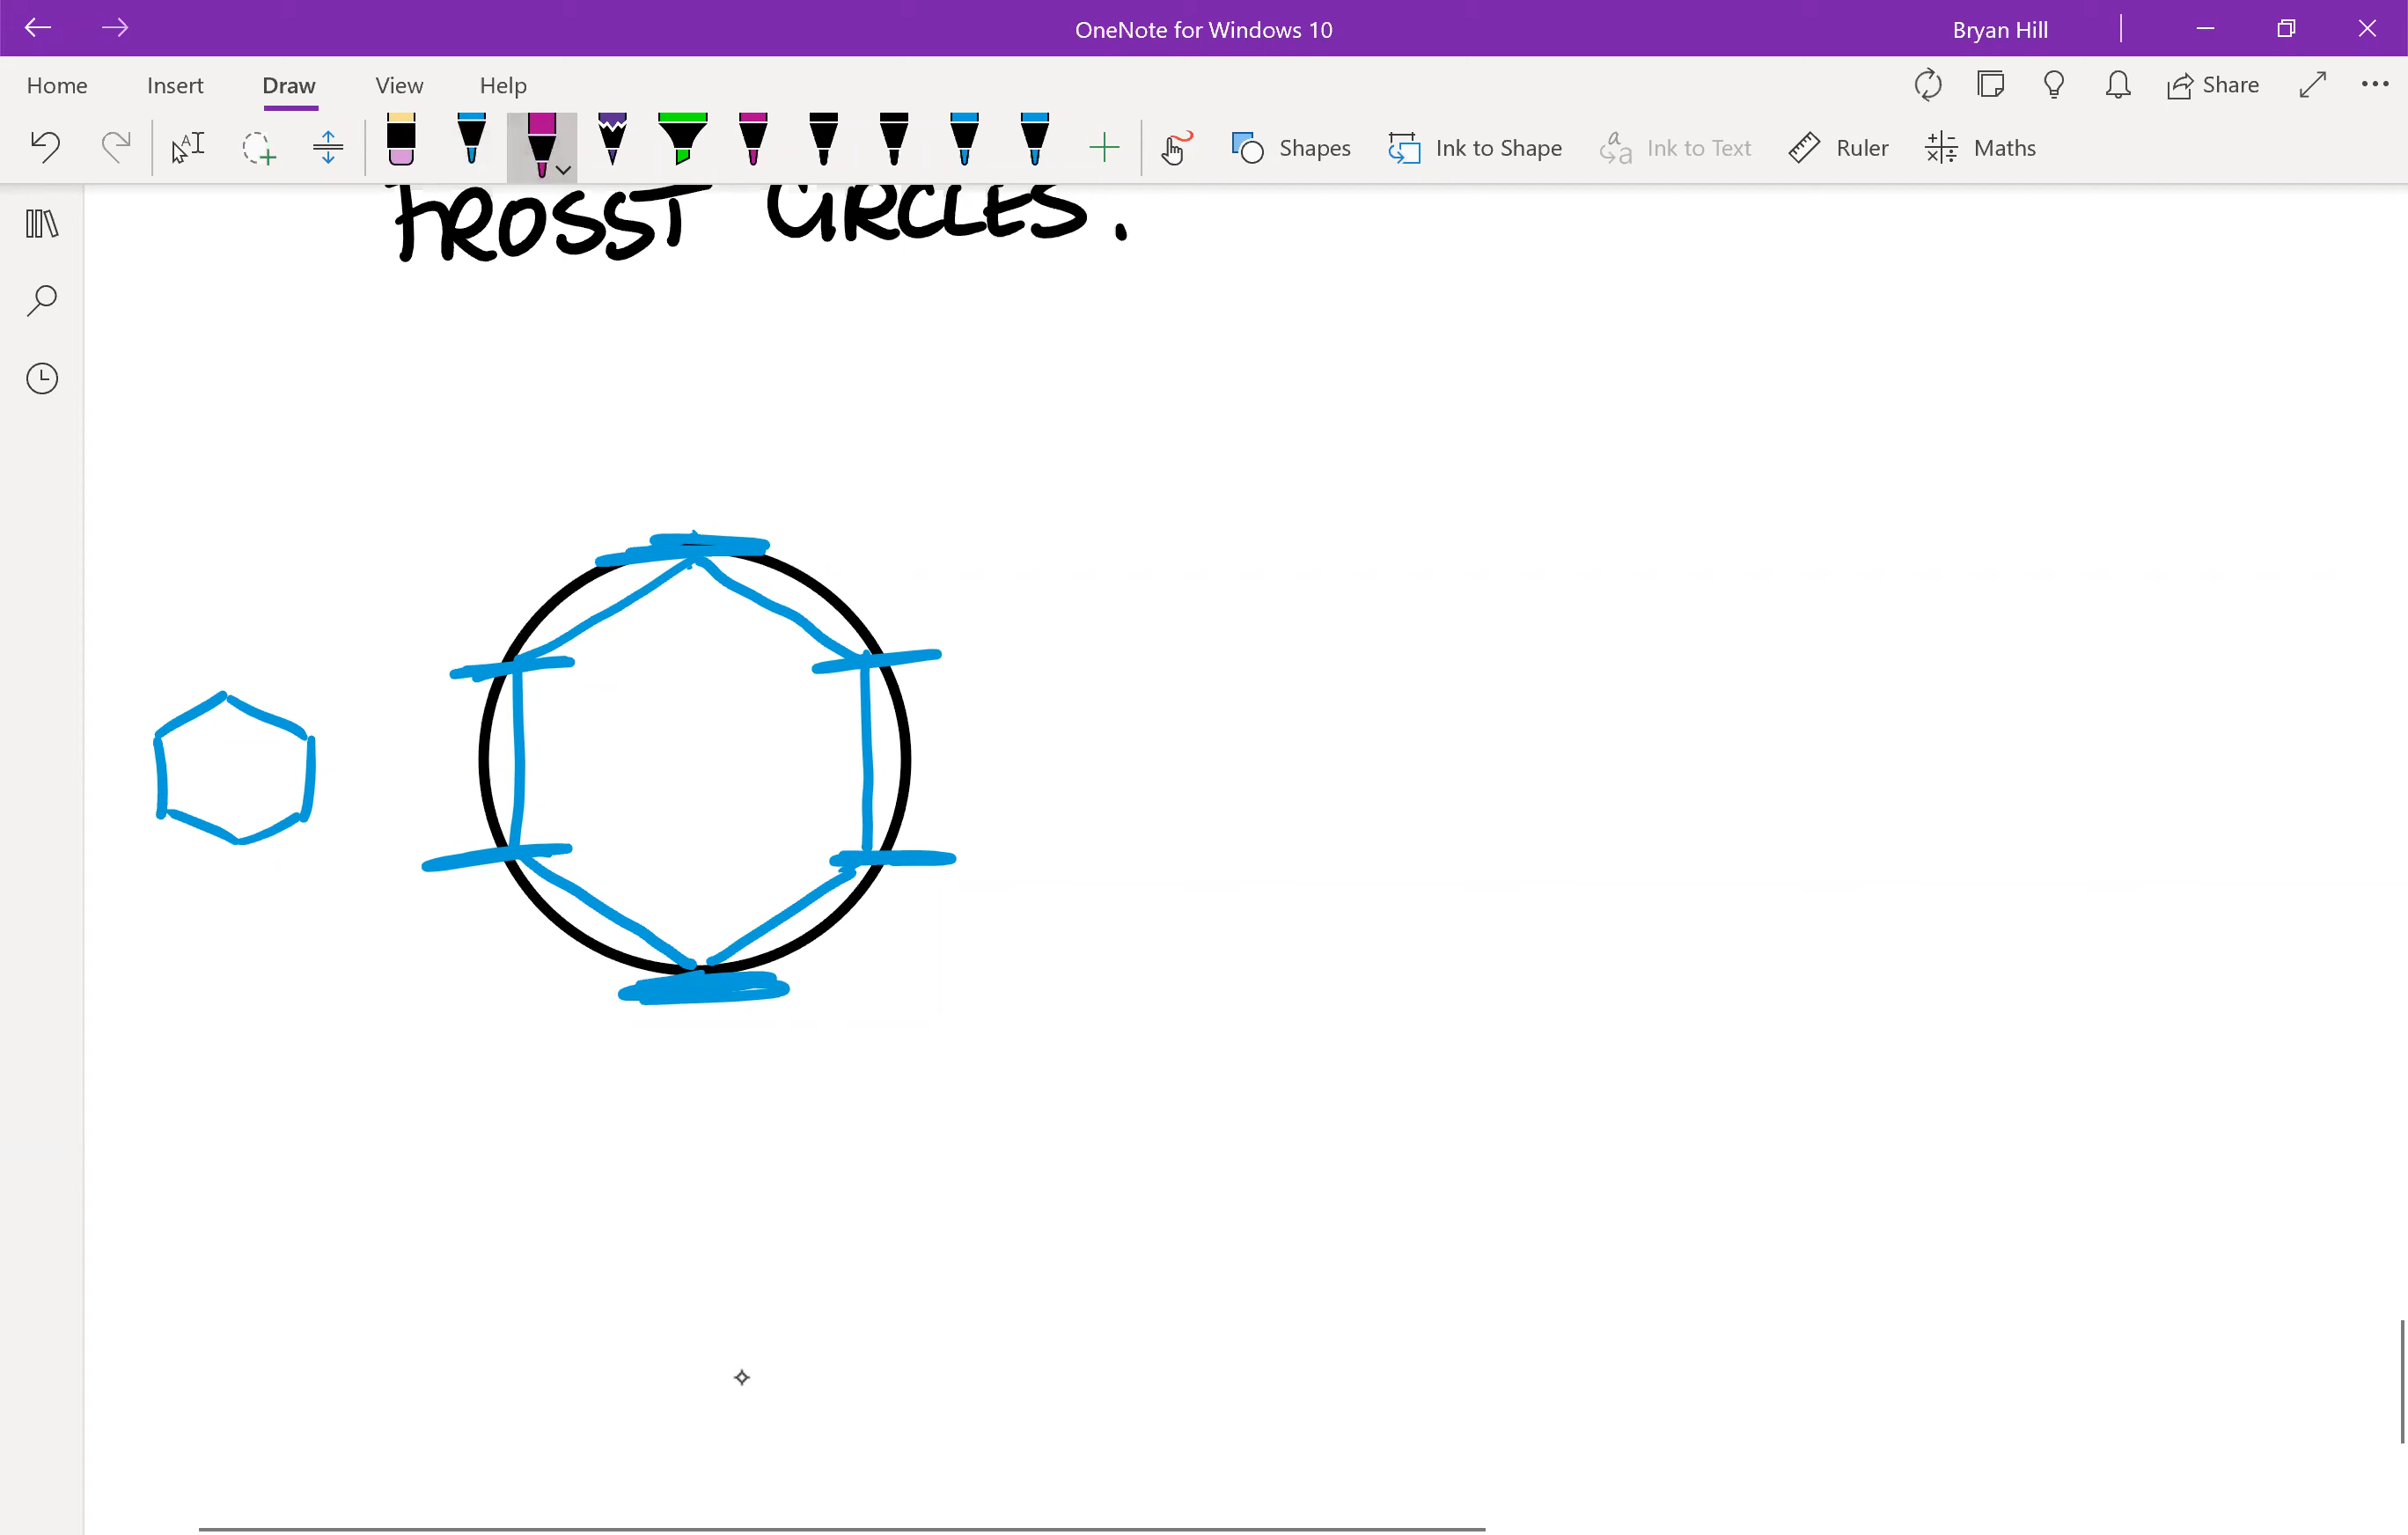 OneNote for Windows 10 Bryan Hill
Home Insert Draw View Help Share
Shapes Ink to Shape Ink to Text Ruler Maths
FROSST CIRCLES.